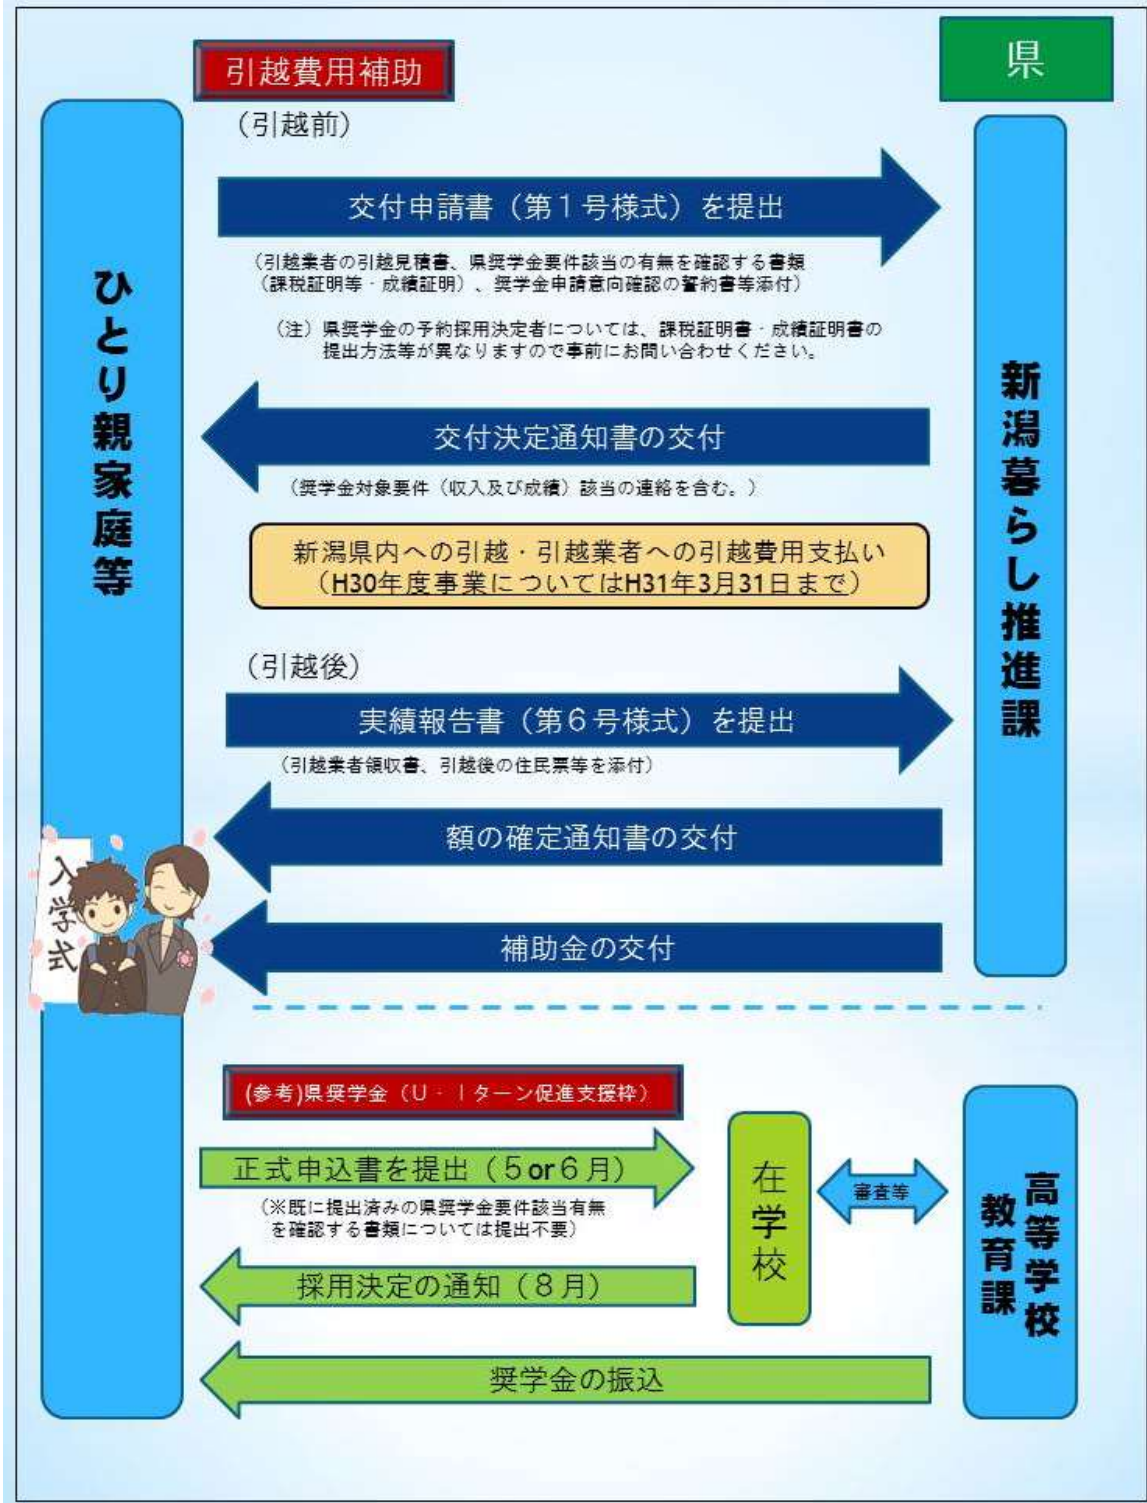 県
引越費用補助
（引越前）
交付申請書（第１号様式）を提出
（引越業者の引越見積書、県奨学金要件該当の有無を確認する書類
（課税証明等・成績証明）、奨学金申請意向確認の誓約書等添付）
（注）県奨学金の予約採用決定者については、課税証明書・成績証明書の
提出方法等が異なりますので事前にお問い合わせください。
ひとり親家庭等
新潟暮らし推進課
交付決定通知書の交付
（奨学金対象要件（収入及び成績）該当の連絡を含む。）
新潟県内への引越・引越業者への引越費用支払い
（H30年度事業についてはH31年3月31日まで）
（引越後）
実績報告書（第６号様式）を提出
（引越業者領収書、引越後の住民票等を添付）
額の確定通知書の交付
入学式
補助金の交付
(参考)県奨学金（Ｕ・Ｉターン促進支援枠）
正式申込書を提出（５or６月）
（※既に提出済みの県奨学金要件該当有無
を確認する書類については提出不要）
採用決定の通知（８月）
在学校
審査等
高等学校
教育課
奨学金の振込